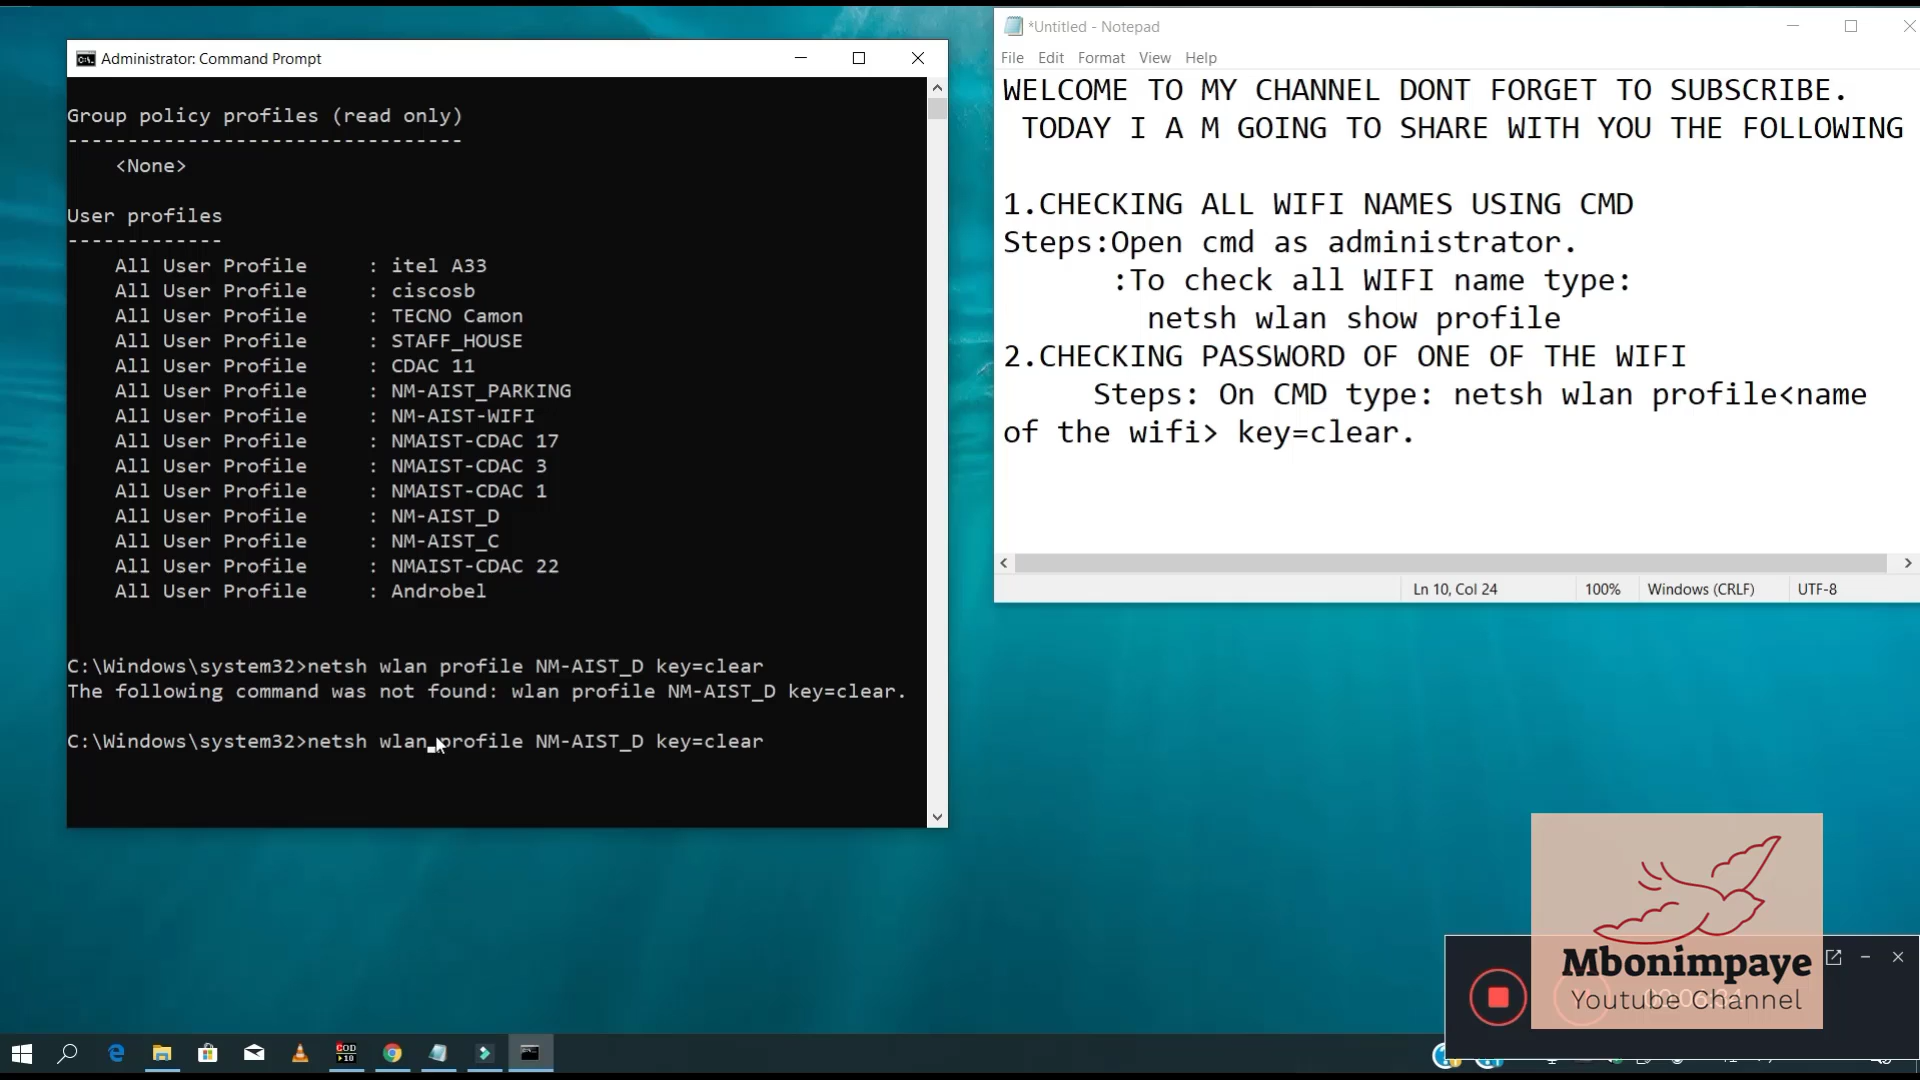 Administrator: Command Prompt
Group policy profiles (read only)
---------------------------------
<None>
User profiles
-------------
All User Profile : itel A33
All User Profile : ciscosb
All User Profile : TECNO Camon
All User Profile : STAFF_HOUSE
All User Profile : CDAC 11
All User Profile : NM-AIST_PARKING
All User Profile : NM-AIST-WIFI
All User Profile : NMAIST-CDAC 17
All User Profile : NMAIST-CDAC 3
All User Profile : NMAIST-CDAC 1
All User Profile : NM-AIST_D
All User Profile : NM-AIST_C
All User Profile : NMAIST-CDAC 22
All User Profile : Androbel
C:\Windows\system32>netsh wlan profile NM-AIST_D key=clear
The following command was not found: wlan profile NM-AIST_D key=clear.
C:\Windows\system32>netsh wlan profile NM-AIST_D key=clear
*Untitled - Notepad
File Edit Format View Help
WELCOME TO MY CHANNEL DONT FORGET TO SUBSCRIBE.
TODAY I A M GOING TO SHARE WITH YOU THE FOLLOWING
1.CHECKING ALL WIFI NAMES USING CMD
Steps:Open cmd as administrator.
:To check all WIFI name type:
netsh wlan show profile
2.CHECKING PASSWORD OF ONE OF THE WIFI
Steps: On CMD type: netsh wlan profile<name
of the wifi> key=clear.
Ln 10, Col 24 100% Windows (CRLF) UTF-8
Mbonimpaye
Youtube Channel
COD